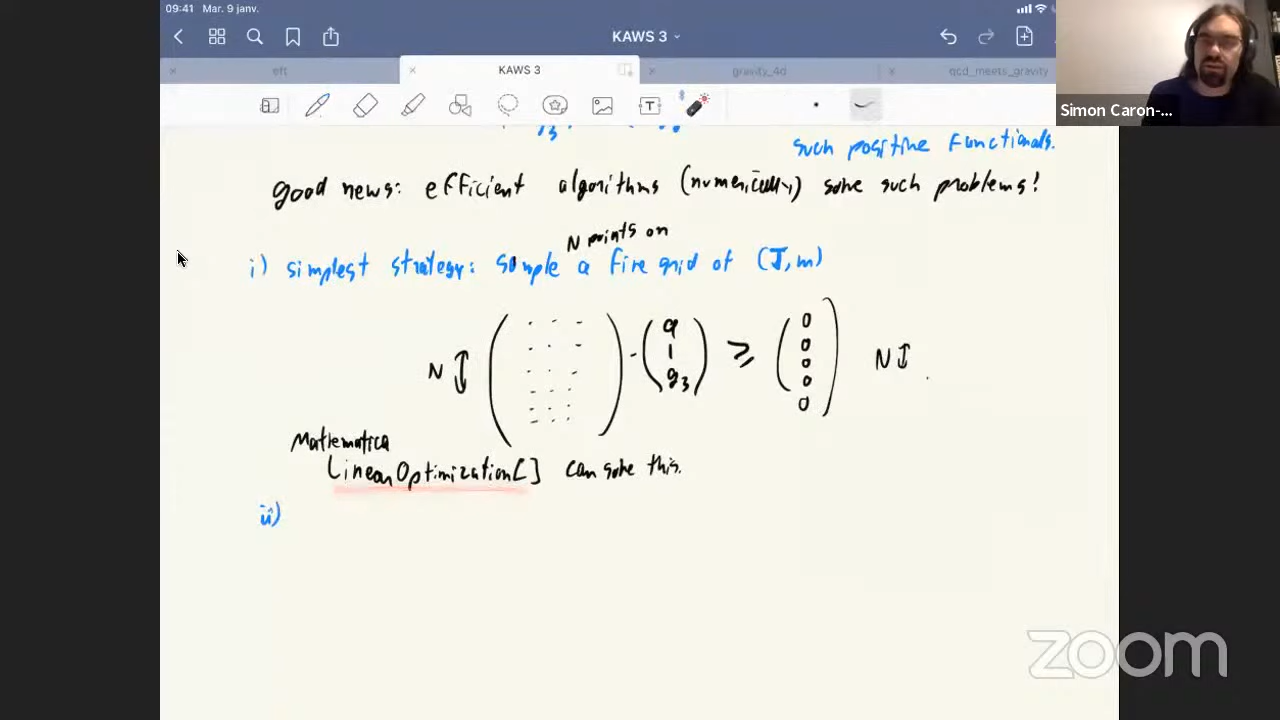 09:41 Mar. 9 janv.
KAWS 3
eft
KAWS 3
gravity_4d
qcd_meets_gravity
Simon Caron-...
such positive functionals.
good news: efficient algorithms (numerically) solve such problems!
N points on
i) simplest strategy: sample a fine grid of (J, m)
N ↕ ( ) · ( a 1 g3 ) ≥ ( 0 0 0 0 0 ) N ↕
Mathematica
LinearOptimization[] can solve this.
ii)
zoom